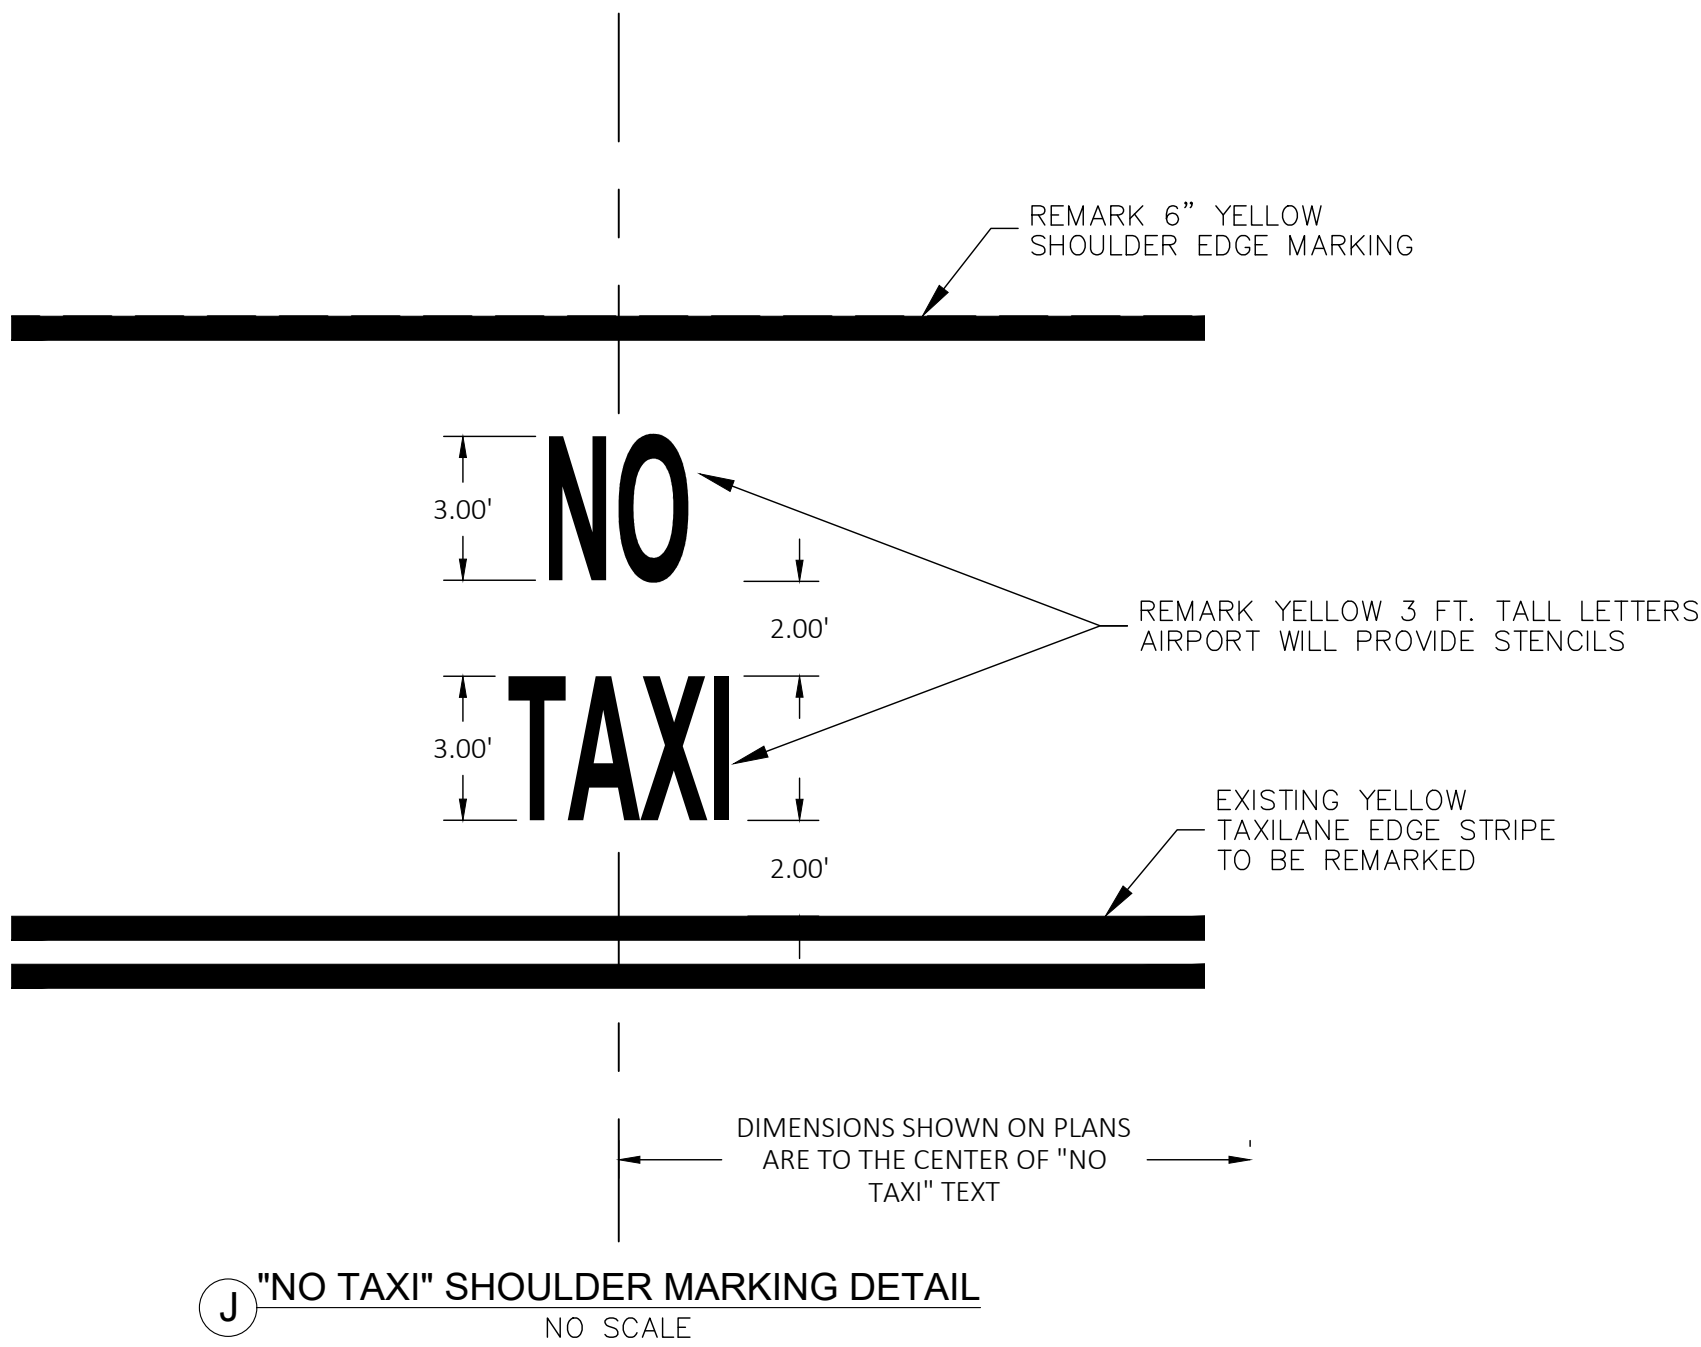 REMARK 6” YELLOW
SHOULDER EDGE MARKING
NO
3.00'
2.00'
REMARK YELLOW 3 FT. TALL LETTERS
AIRPORT WILL PROVIDE STENCILS
TAXI
3.00'
EXISTING YELLOW
TAXILANE EDGE STRIPE
TO BE REMARKED
2.00'
DIMENSIONS SHOWN ON PLANS
ARE TO THE CENTER OF "NO
TAXI" TEXT
'
J
"NO TAXI" SHOULDER MARKING DETAIL
NO SCALE